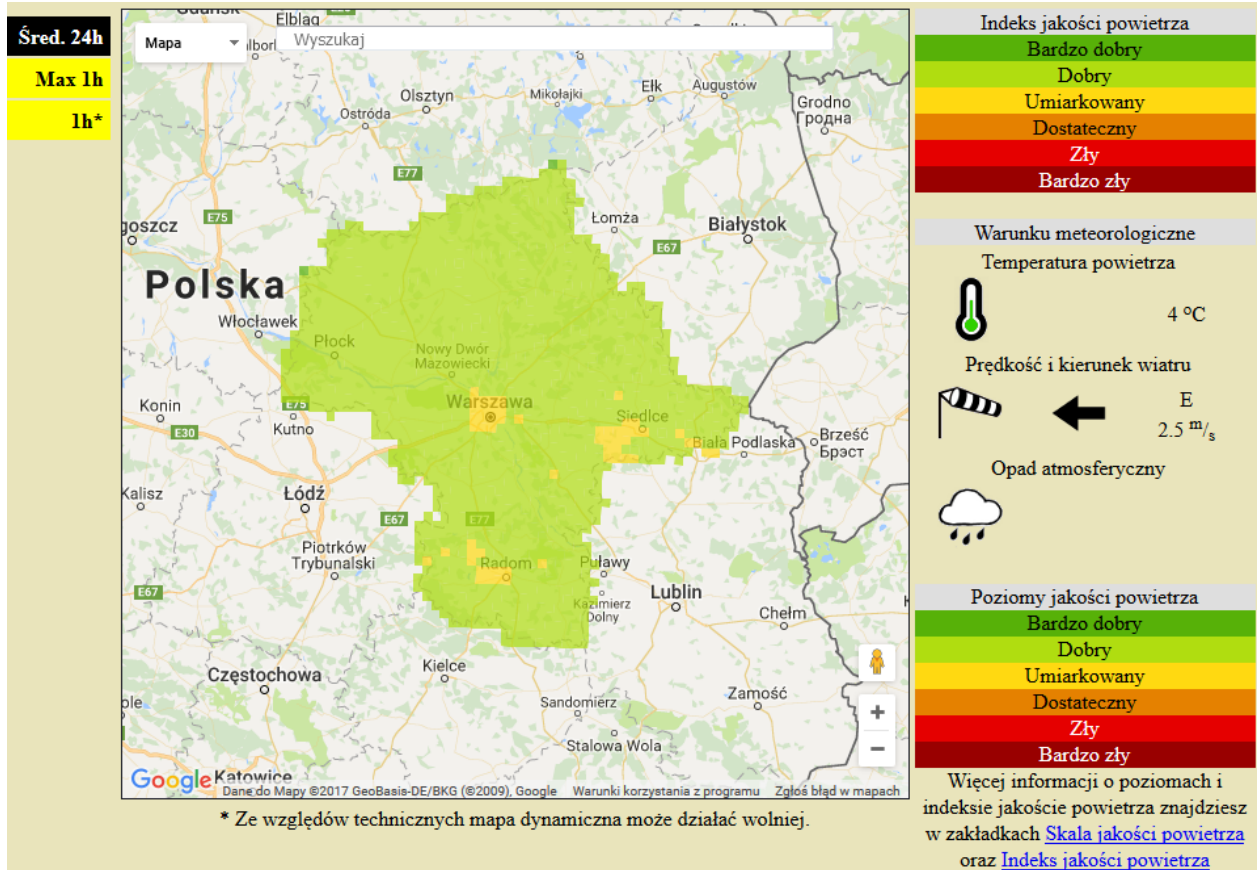 Śred. 24h
Max 1h
1h*
Mapa
Wyszukaj
Elbląg
Olsztyn
Mikołajki
Ełk
Augustów
Ostróda
Grodno
Гродна
E77
Łomża
E75
goszcz
Białystok
E67
Polska
Włocławek
Płock
Nowy Dwór
Mazowiecki
Konin
E75
Warszawa
Siedlce
E30
Kutno
Biała Podlaska
Brześć
Брэст
Kalisz
Łódź
E67
E77
Piotrków
Trybunalski
Radom
Puławy
E67
Lublin
Kazimierz
Dolny
Chełm
Kielce
Częstochowa
Zamość
Sandomierz
Stalowa Wola
Katowice
Google
Dane do Mapy ©2017 GeoBasis-DE/BKG (©2009), Google
Warunki korzystania z programu
Zgłoś błąd w mapach
* Ze względów technicznych mapa dynamiczna może działać wolniej.
Indeks jakości powietrza
Bardzo dobry
Dobry
Umiarkowany
Dostateczny
Zły
Bardzo zły
Warunku meteorologiczne
Temperatura powietrza
4 °C
Prędkość i kierunek wiatru
E
2.5 m/s
Opad atmosferyczny
Poziomy jakości powietrza
Bardzo dobry
Dobry
Umiarkowany
Dostateczny
Zły
Bardzo zły
Więcej informacji o poziomach i
indeksie jakoście powietrza znajdziesz
w zakładkach Skala jakości powietrza
oraz Indeks jakości powietrza